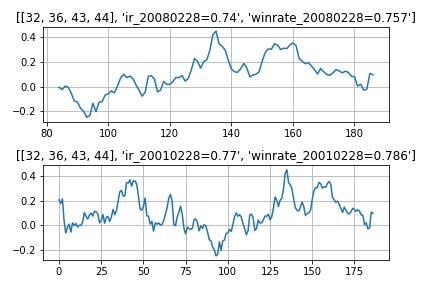 [[32, 36, 43, 44], 'ir_20080228=0.74', 'winrate_20080228=0.757']
0.4
0.2
0.0
−0.2
80 100 120 140 160 180
[[32, 36, 43, 44], 'ir_20010228=0.77', 'winrate_20010228=0.786']
0.4
0.2
0.0
−0.2
0 25 50 75 100 125 150 175